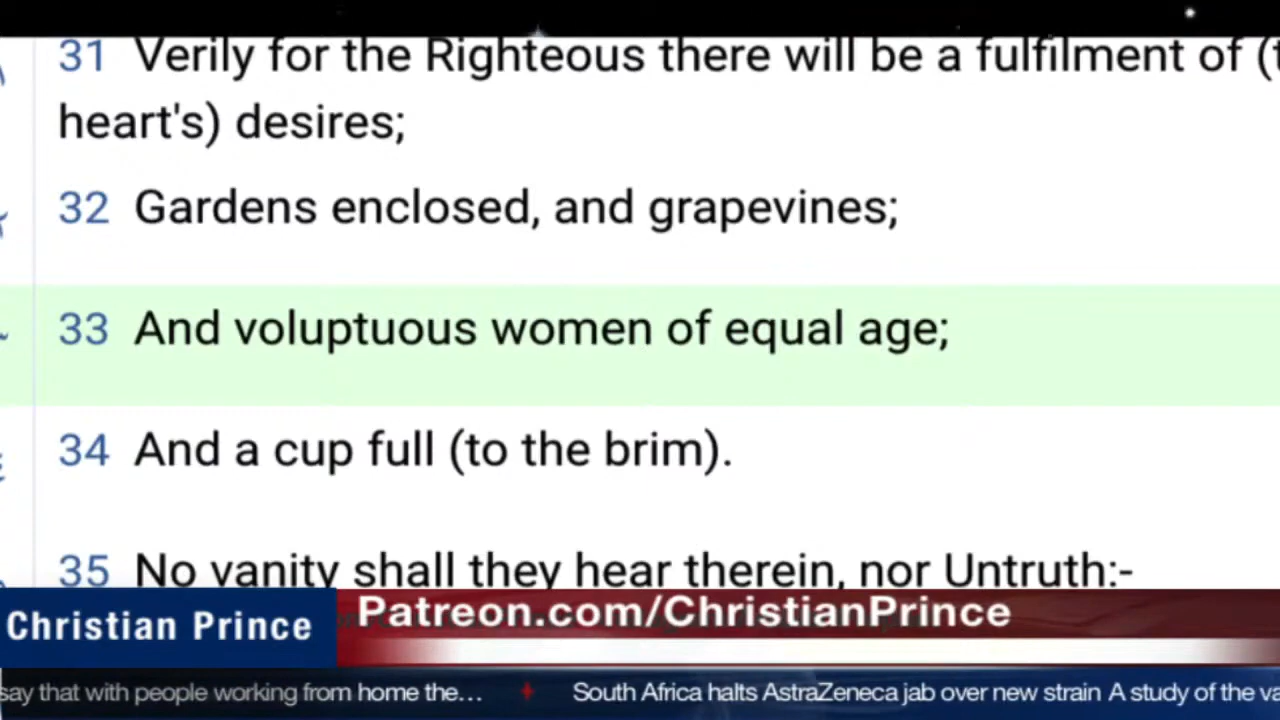 31 Verily for the Righteous there will be a fulfilment of (
heart's) desires;
32 Gardens enclosed, and grapevines;
33 And voluptuous women of equal age;
34 And a cup full (to the brim).
35 No vanity shall they hear therein, nor Untruth:-
Christian Prince
Patreon.com/ChristianPrince
say that with people working from home the... South Africa halts AstraZeneca jab over new strain A study of the va